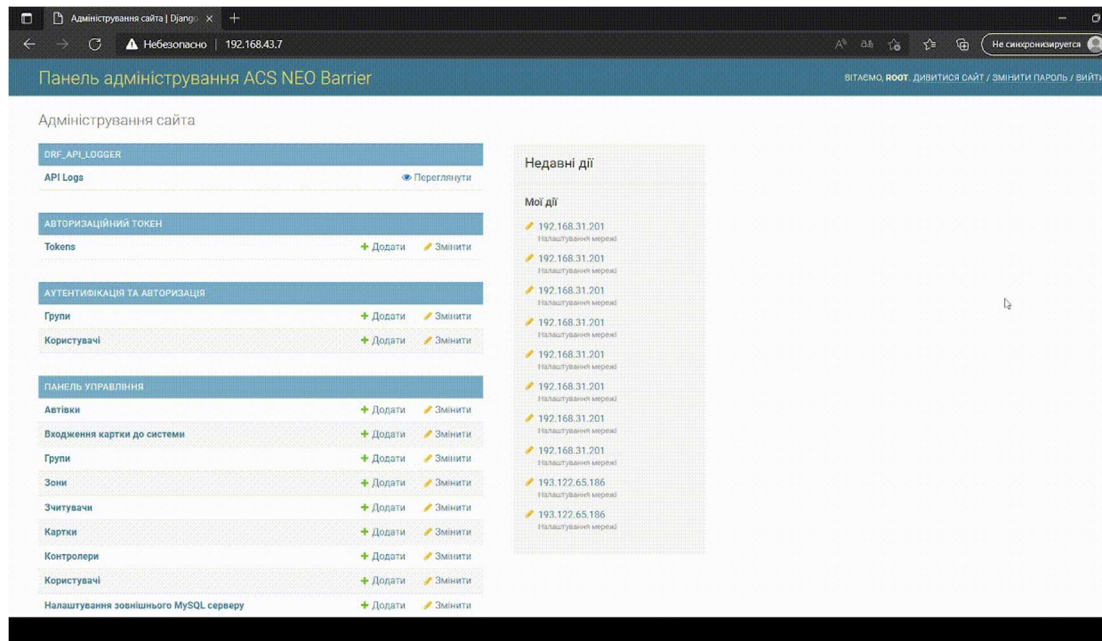 Адміністрування сайта | Django
Небезопасно | 192.168.43.7
Не синхронизируется
Панель адміністрування ACS NEO Barrier
ВІТАЄМО, ROOT. ДИВИТИСЯ САЙТ / ЗМІНИТИ ПАРОЛЬ / ВИЙТИ
Адміністрування сайта
DRF_API_LOGGER
API Logs Переглянути
АВТОРИЗАЦІЙНИЙ ТОКЕН
Tokens Додати Змінити
АУТЕНТИФІКАЦІЯ ТА АВТОРИЗАЦІЯ
Групи Додати Змінити
Користувачі Додати Змінити
ПАНЕЛЬ УПРАВЛІННЯ
Автівки Додати Змінити
Входження картки до системи Додати Змінити
Групи Додати Змінити
Зони Додати Змінити
Зчитувачи Додати Змінити
Картки Додати Змінити
Контролери Додати Змінити
Користувачі Додати Змінити
Налаштування зовнішнього MySQL серверу Додати Змінити
Недавні дії
Мої дії
192.168.31.201
Налаштування мережі
192.168.31.201
Налаштування мережі
192.168.31.201
Налаштування мережі
192.168.31.201
Налаштування мережі
192.168.31.201
Налаштування мережі
192.168.31.201
Налаштування мережі
192.168.31.201
Налаштування мережі
192.168.31.201
Налаштування мережі
193.122.65.186
Налаштування мережі
193.122.65.186
Налаштування мережі